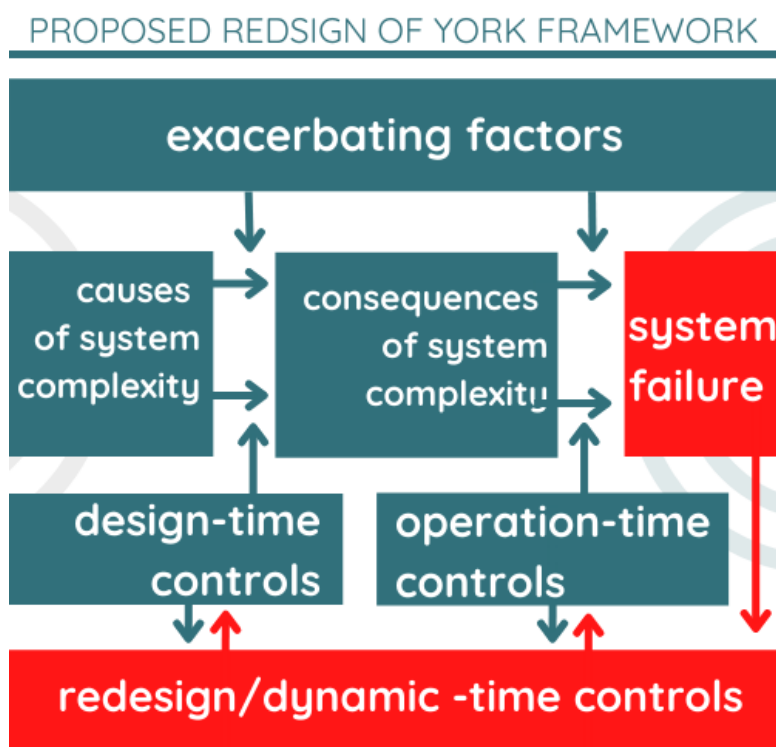 PROPOSED REDSIGN OF YORK FRAMEWORK
exacerbating factors
causes
of system
complexity
consequences
of system
complexity
system
failure
design-time
controls
operation-time
controls
redesign/dynamic -time controls